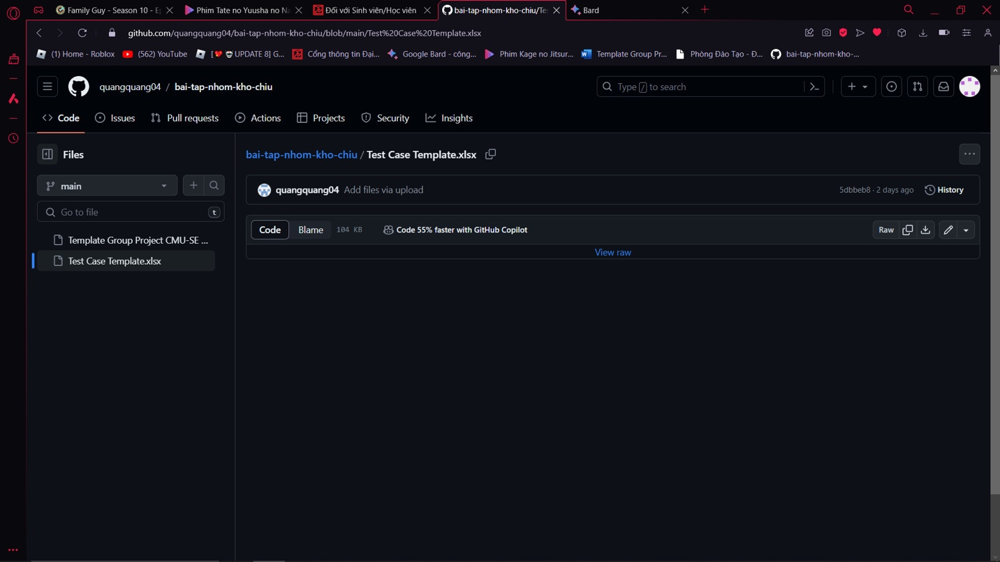 Family Guy - Season 10 - E
Phim Tate no Yuusha no Na
Đối với Sinh viên/Học viên
bai-tap-nhom-kho-chiu/Te
Bard
github.com/quangquang04/bai-tap-nhom-kho-chiu/blob/main/Test%20Case%20Template.xlsx
(1) Home - Roblox
(562) YouTube
[❤️💀UPDATE 8] G...
Cổng thông tin Đại...
Google Bard - công...
Phim Kage no Jitsur...
Template Group Pr...
Phòng Đào Tạo - Đ...
bai-tap-nhom-kho-...
quangquang04 / bai-tap-nhom-kho-chiu
Type / to search
Code
Issues
Pull requests
Actions
Projects
Security
Insights
Files
bai-tap-nhom-kho-chiu / Test Case Template.xlsx
main
quangquang04 Add files via upload
5dbbeb8 · 2 days ago
History
Go to file
t
Code
Blame
104 KB
Code 55% faster with GitHub Copilot
Raw
Template Group Project CMU-SE ...
View raw
Test Case Template.xlsx